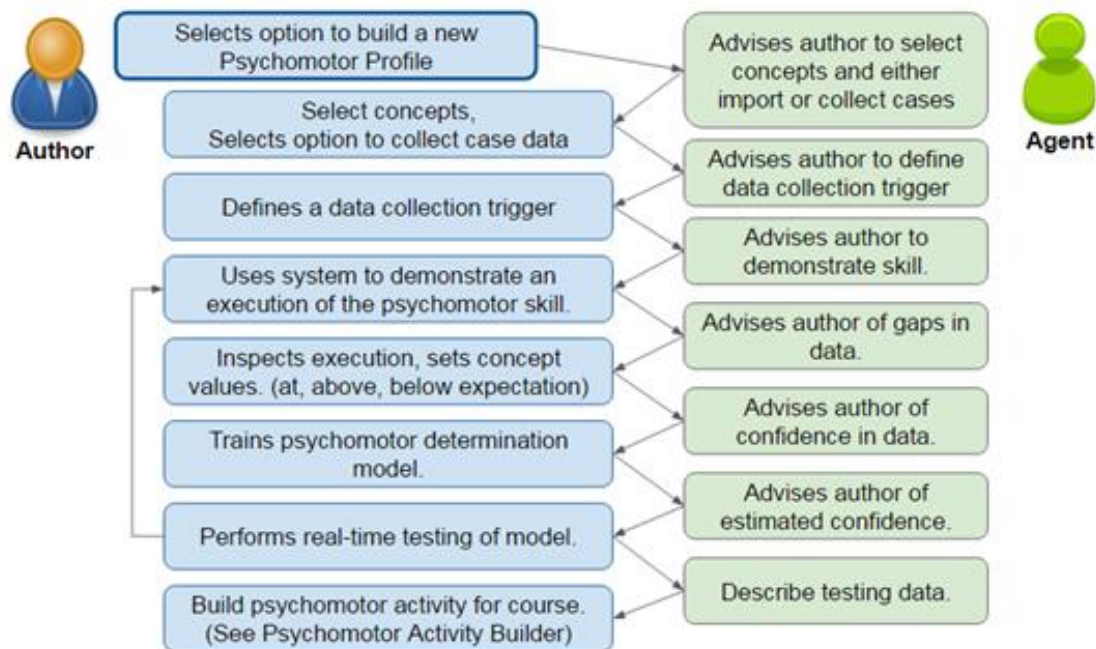 Selects option to build a new
Psychomotor Profile
Advises author to select
concepts and either
import or collect cases
Author
Agent
Select concepts,
Selects option to collect case data
Advises author to define
data collection trigger
Defines a data collection trigger
Advises author to
demonstrate skill.
Uses system to demonstrate an
execution of the psychomotor skill.
Advises author of gaps in
data.
Inspects execution, sets concept
values. (at, above, below expectation)
Advises author of
confidence in data.
Trains psychomotor determination
model.
Advises author of
estimated confidence.
Performs real-time testing of model.
Describe testing data.
Build psychomotor activity for course.
(See Psychomotor Activity Builder)